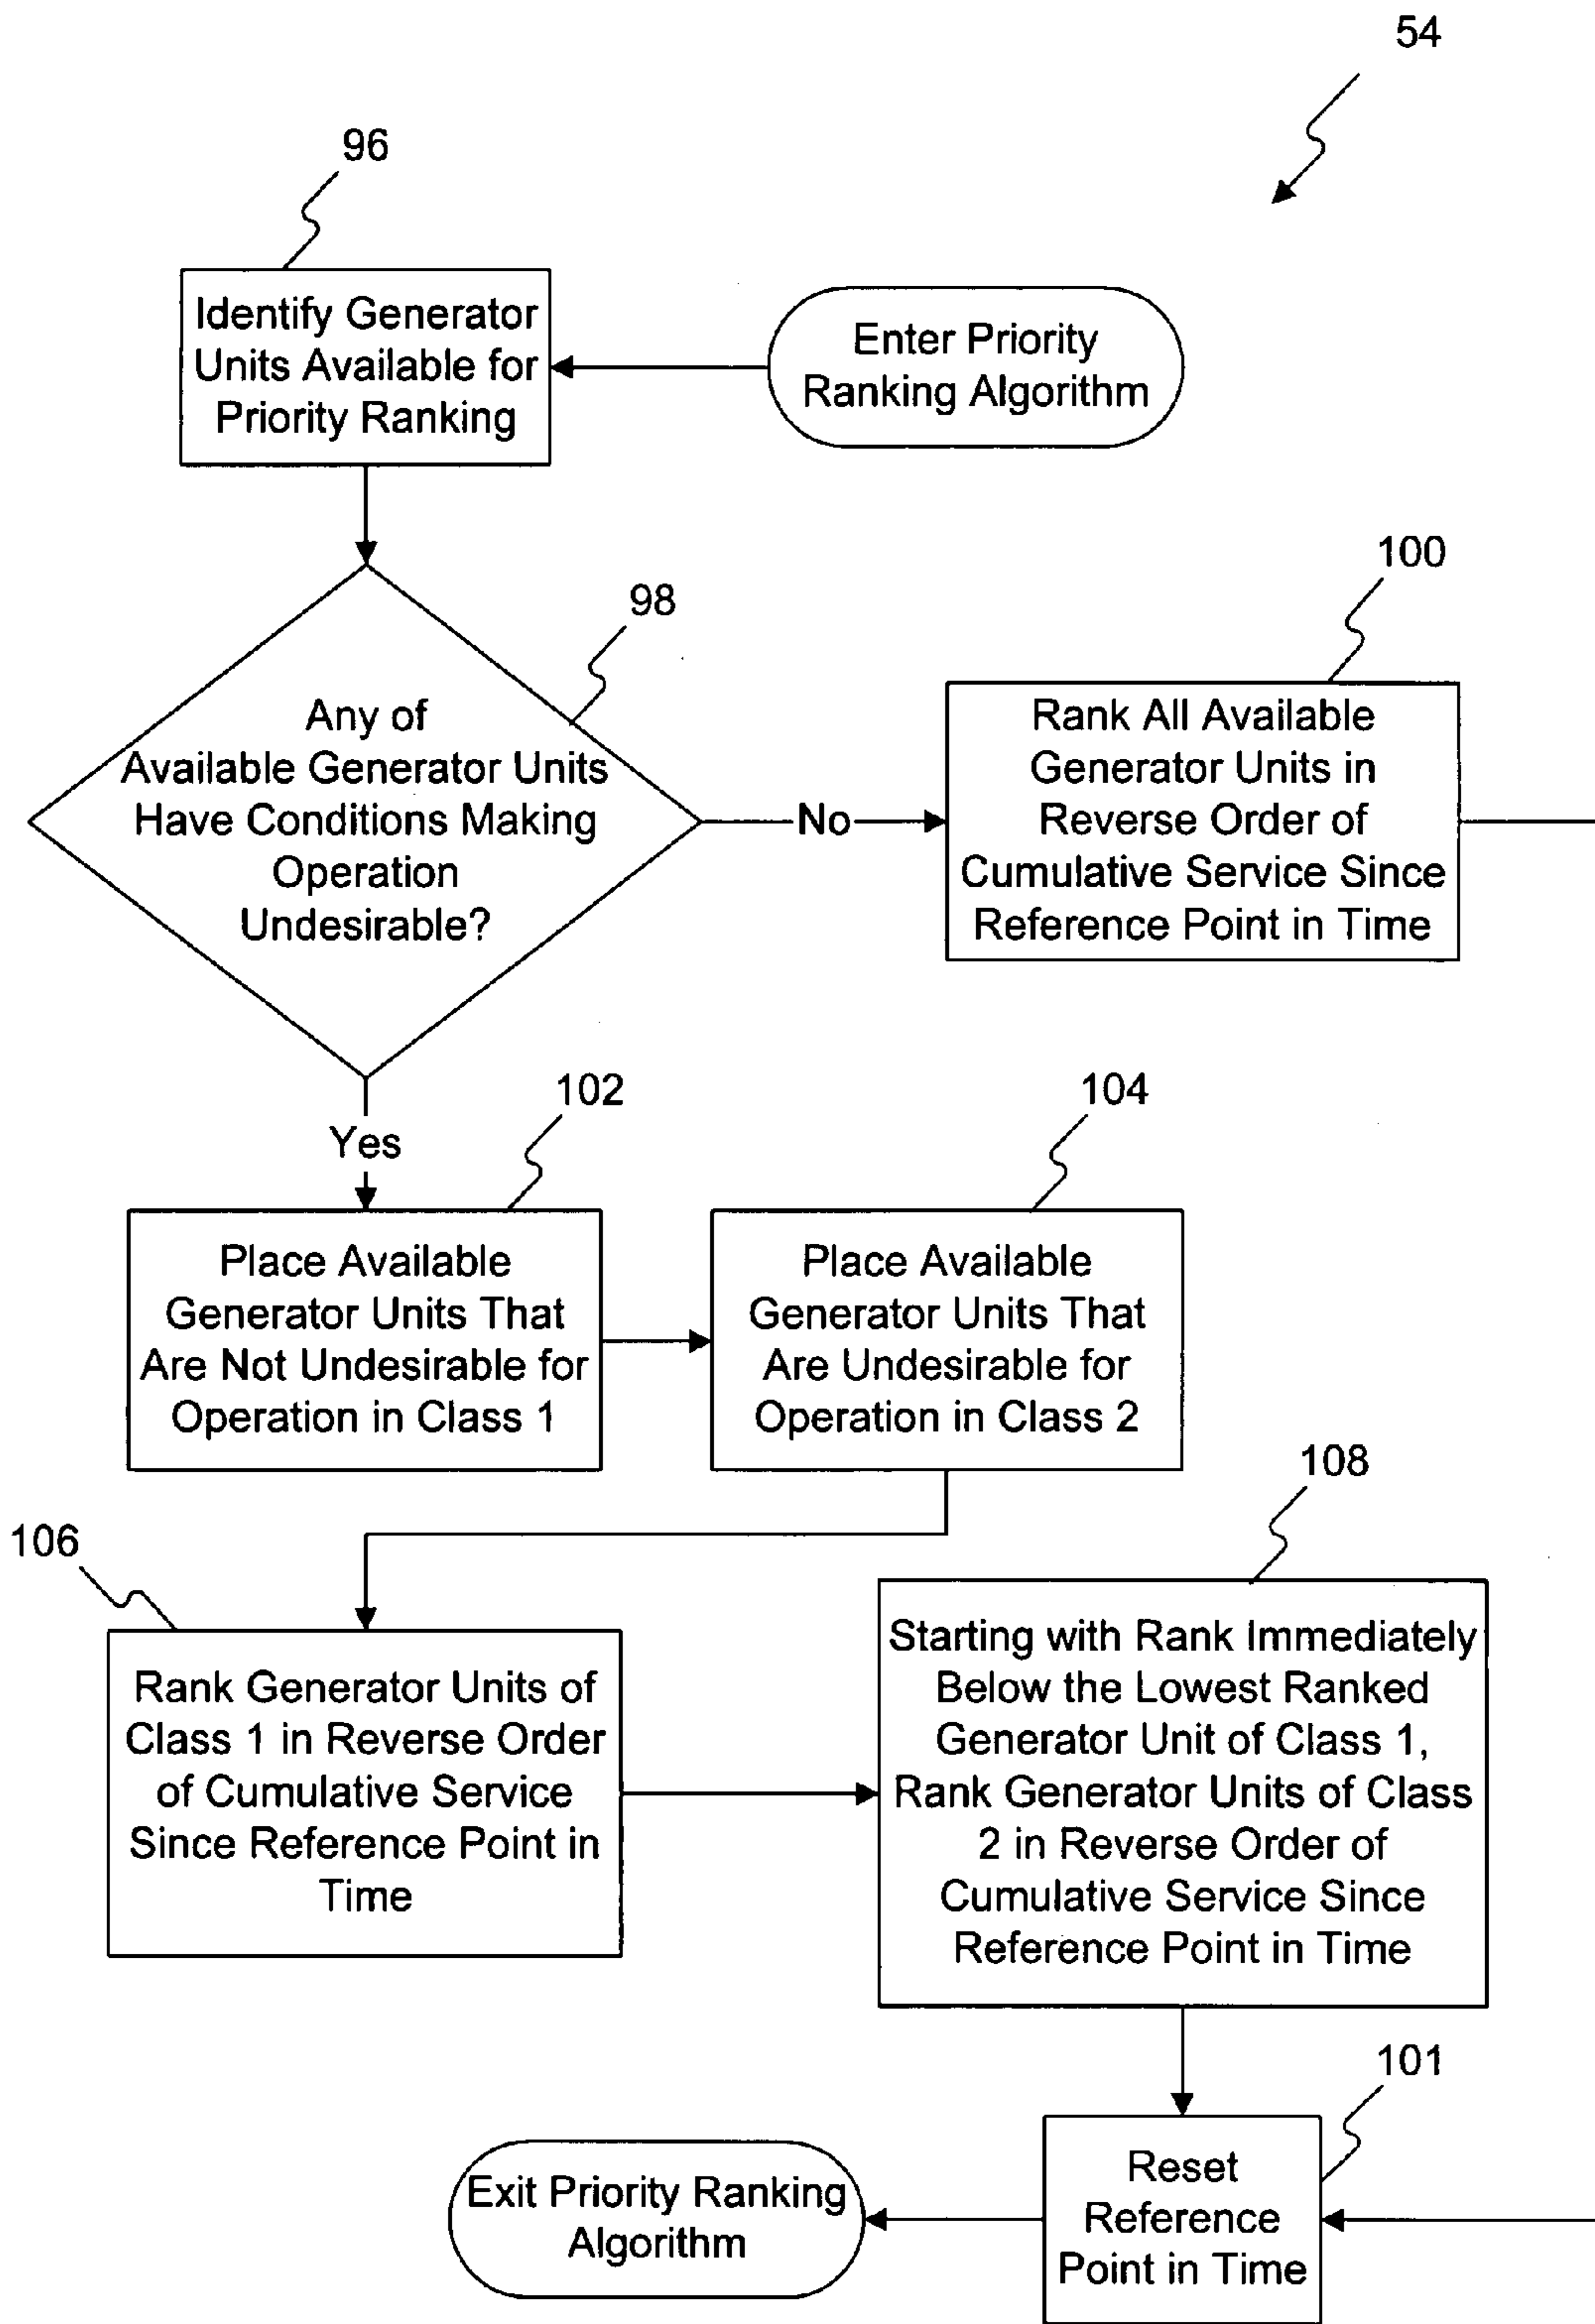 54
96
Identify Generator
Units Available for
Priority Ranking
Enter Priority
Ranking Algorithm
98
Any of
Available Generator Units
Have Conditions Making
Operation
Undesirable?
No
100
Rank All Available
Generator Units in
Reverse Order of
Cumulative Service Since
Reference Point in Time
Yes
102
Place Available
Generator Units That
Are Not Undesirable for
Operation in Class 1
104
Place Available
Generator Units That
Are Undesirable for
Operation in Class 2
106
Rank Generator Units of
Class 1 in Reverse Order
of Cumulative Service
Since Reference Point in
Time
108
Starting with Rank Immediately
Below the Lowest Ranked
Generator Unit of Class 1,
Rank Generator Units of Class
2 in Reverse Order of
Cumulative Service Since
Reference Point in Time
101
Reset
Reference
Point in Time
Exit Priority Ranking
Algorithm